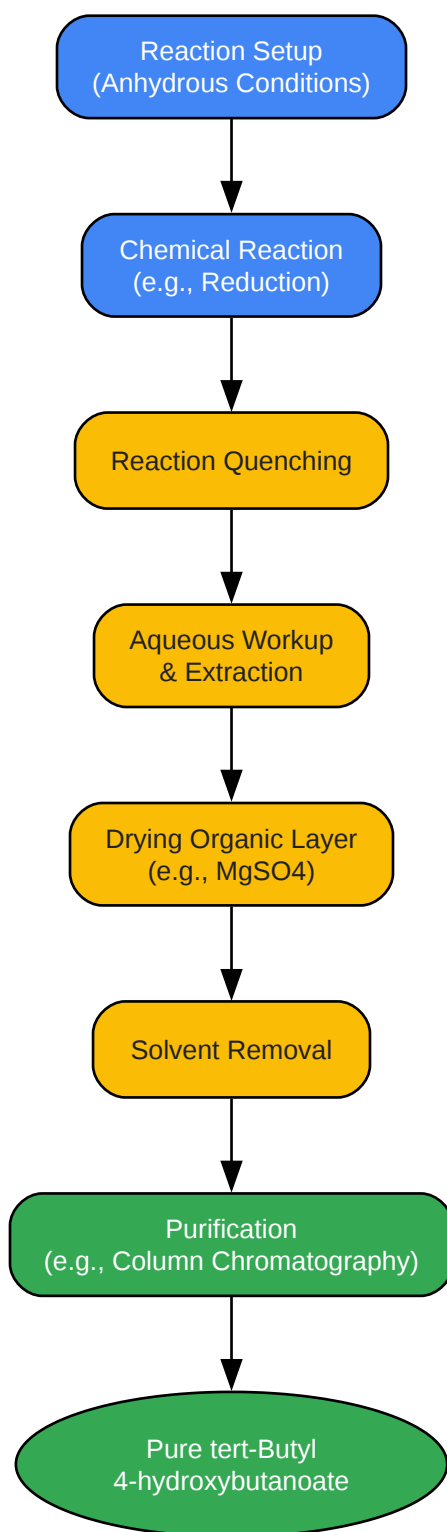 Reaction Setup
(Anhydrous Conditions)
Chemical Reaction
(e.g., Reduction)
Reaction Quenching
Aqueous Workup
& Extraction
Drying Organic Layer
(e.g., MgSO4)
Solvent Removal
Purification
(e.g., Column Chromatography)
Pure tert-Butyl
4-hydroxybutanoate